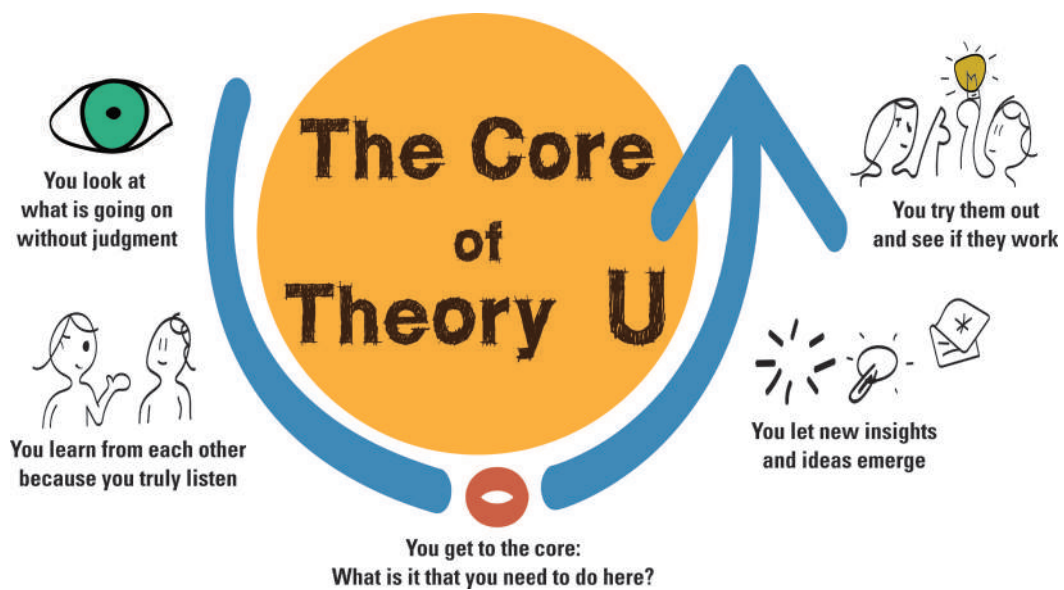 The Core
of
Theory U
You look at
what is going on
without judgment
You learn from each other
because you truly listen
You get to the core:
What is it that you need to do here?
You let new insights
and ideas emerge
You try them out
and see if they work